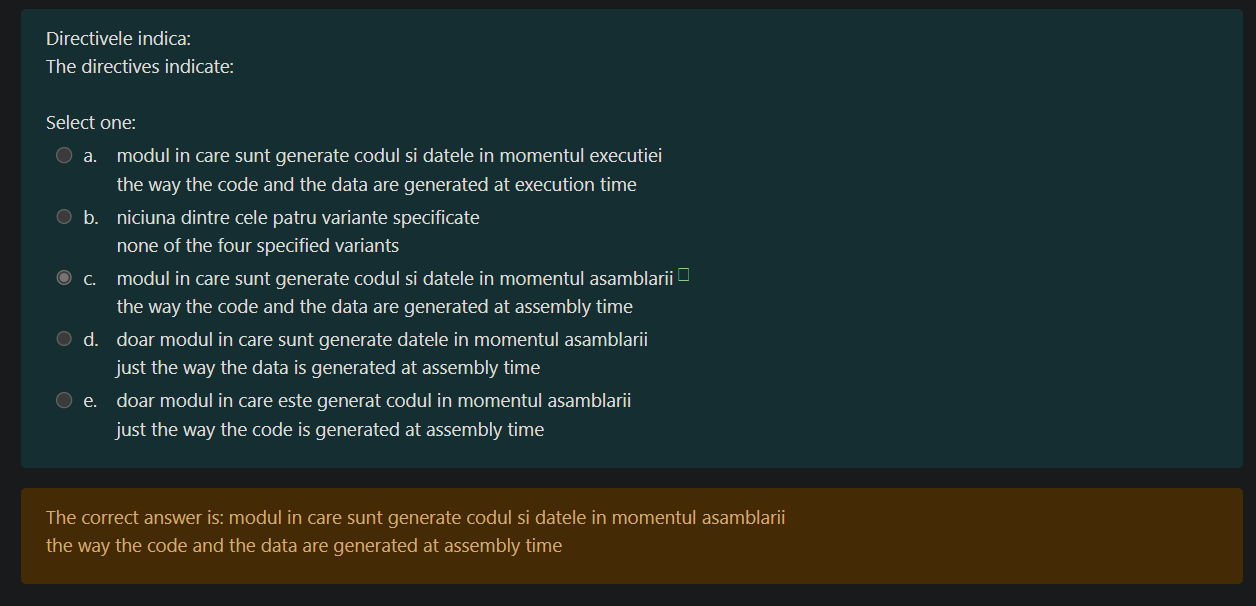 Directivele indica:
The directives indicate:
Select one:
a. modul in care sunt generate codul si datele in momentul executiei
the way the code and the data are generated at execution time
b. niciuna dintre cele patru variante specificate
none of the four specified variants
c. modul in care sunt generate codul si datele in momentul asamblarii
the way the code and the data are generated at assembly time
d. doar modul in care sunt generate datele in momentul asamblarii
just the way the data is generated at assembly time
e. doar modul in care este generat codul in momentul asamblarii
just the way the code is generated at assembly time
The correct answer is: modul in care sunt generate codul si datele in momentul asamblarii
the way the code and the data are generated at assembly time